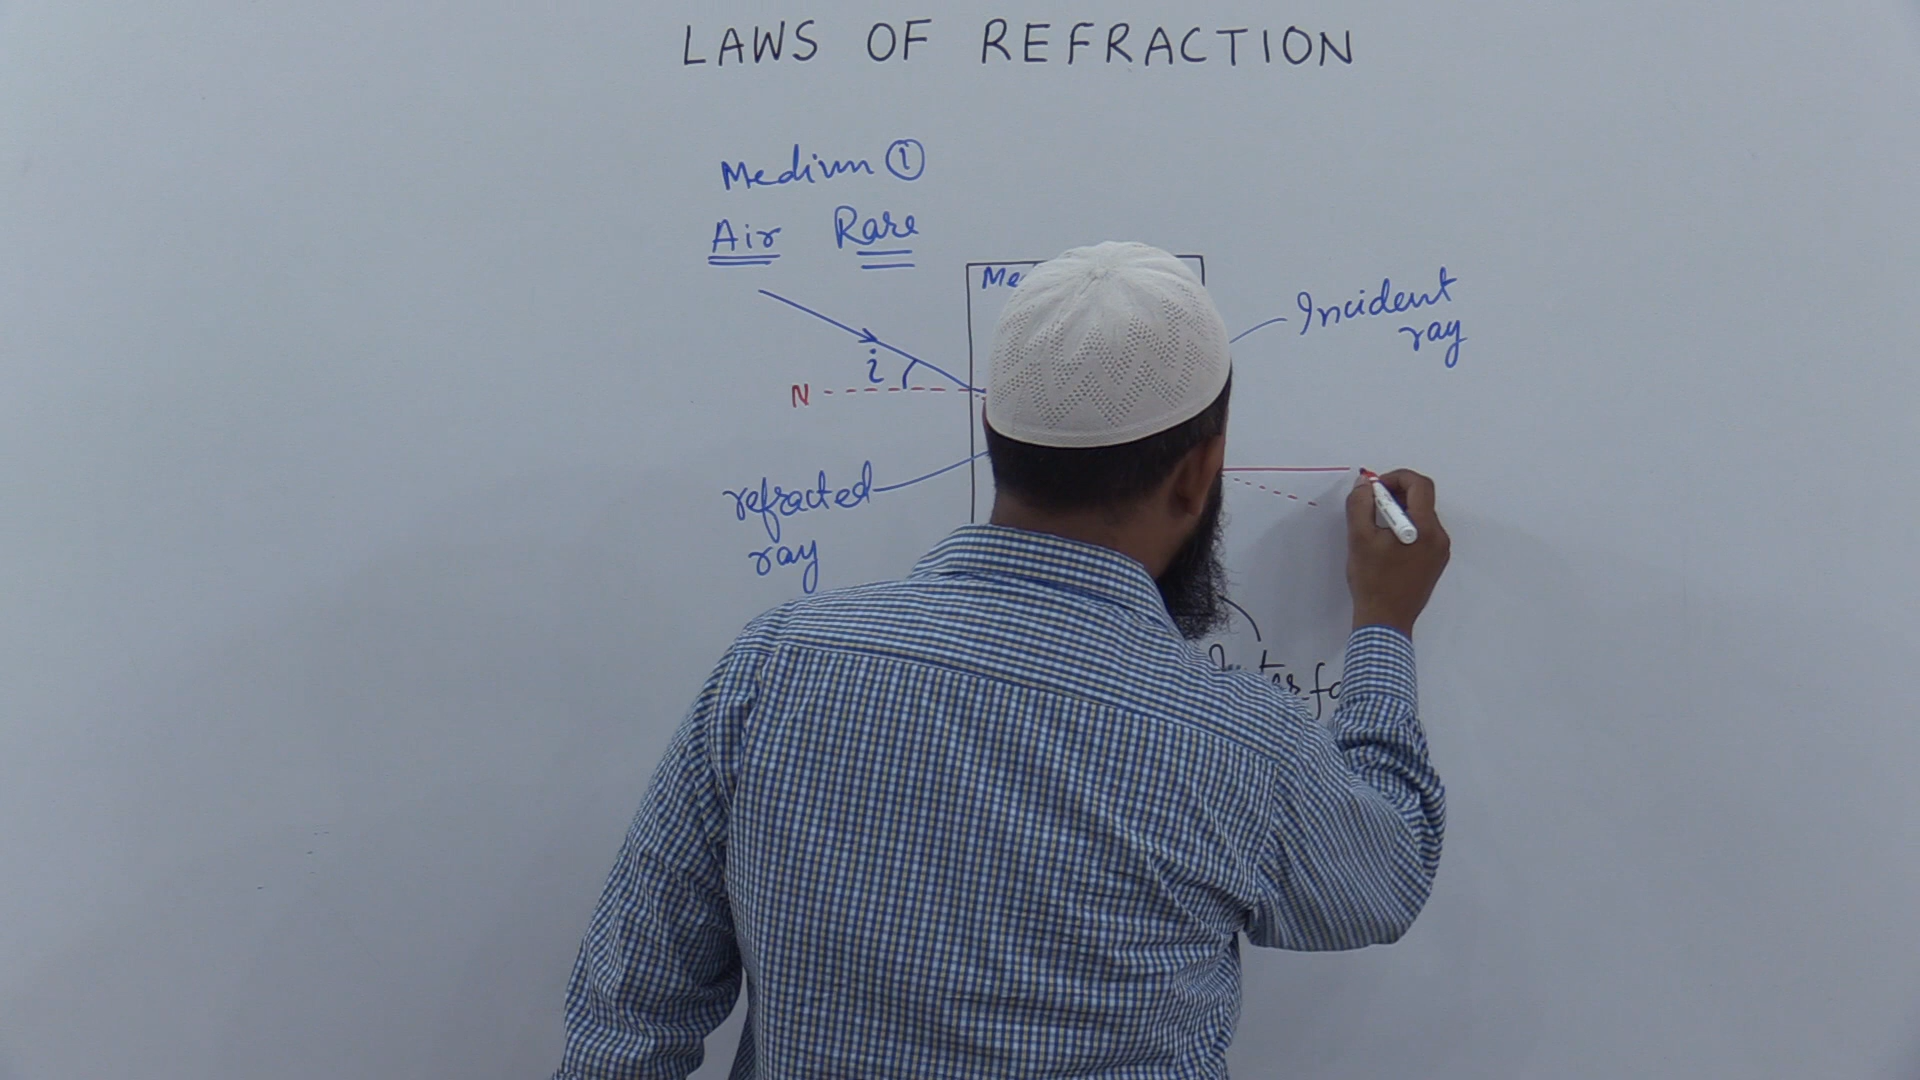 LAWS OF REFRACTION
Medium ①
Air Rare
Incident
ray
i
N
refracted
ray